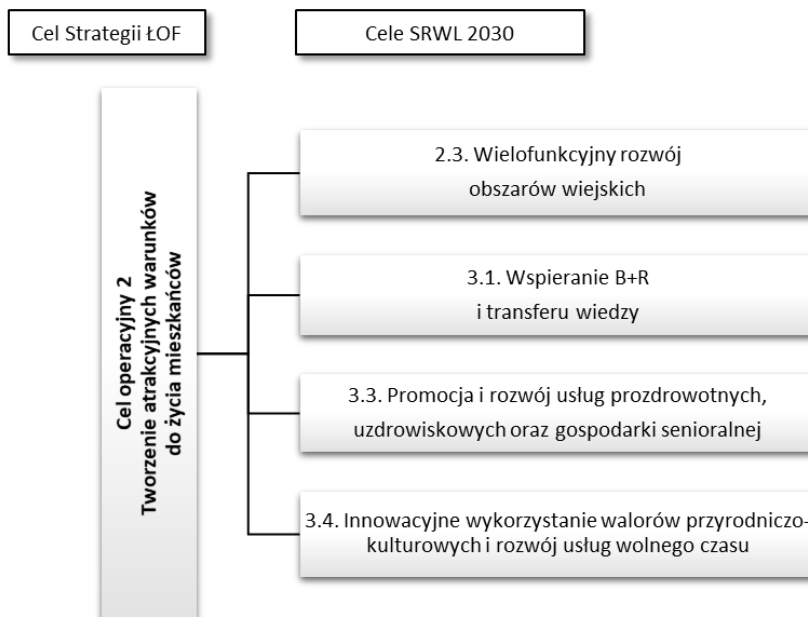 Cel Strategii ŁOF
Cele SRWL 2030
Cel operacyjny 2
Tworzenie atrakcyjnych warunków
do życia mieszkańców
2.3. Wielofunkcyjny rozwój
obszarów wiejskich
3.1. Wspieranie B+R
i transferu wiedzy
3.3. Promocja i rozwój usług prozdrowotnych,
uzdrowiskowych oraz gospodarki senioralnej
3.4. Innowacyjne wykorzystanie walorów przyrodniczo-
kulturowych i rozwój usług wolnego czasu